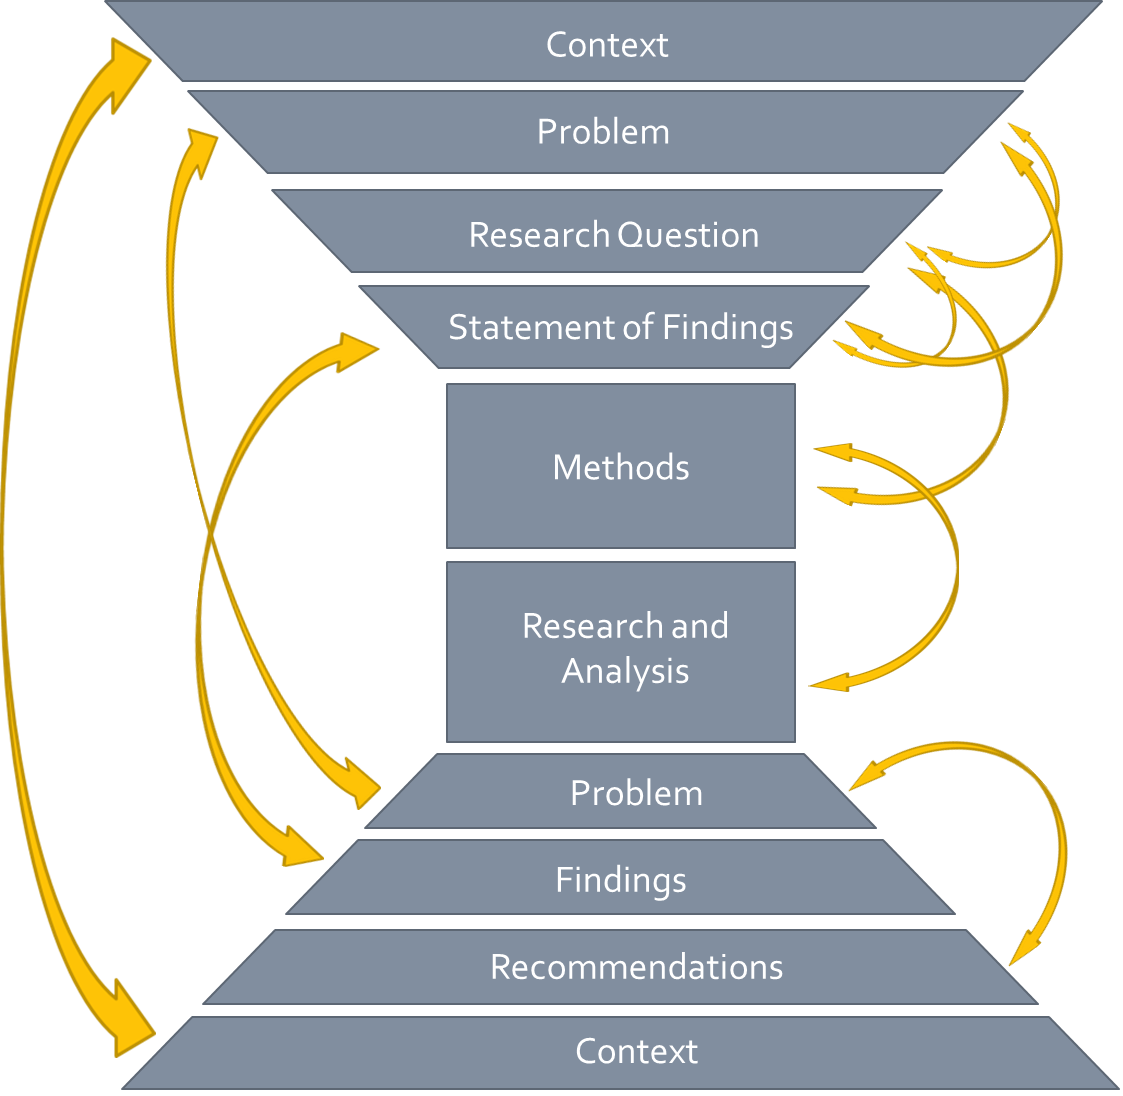 Context
Problem
Research Question
Statement of Findings
Methods
Research and
Analysis
Problem
Findings
Recommendations
Context